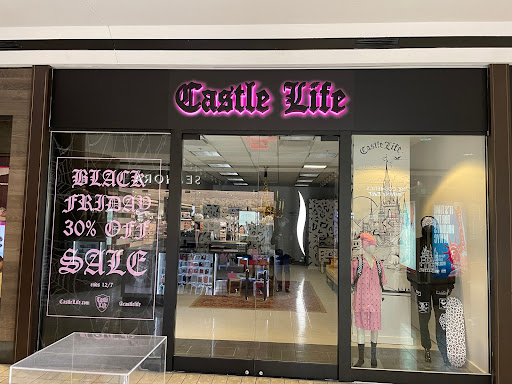 Castle Life
BLACK
FRIDAY
30% OFF
SALE
ends 12/7
CastleLife.com
@castlelife
Castle Life